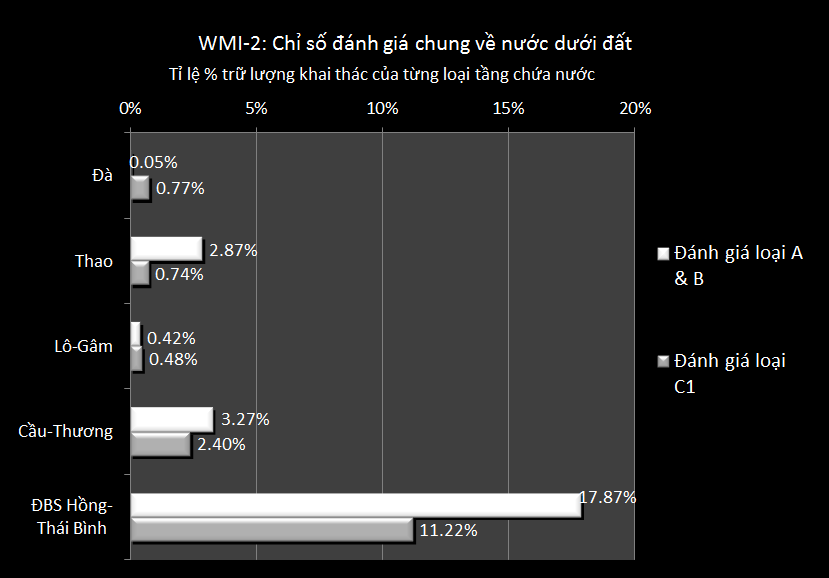 WMI-2: Chỉ số đánh giá chung về nước dưới đất
Tỉ lệ % trữ lượng khai thác của từng loại tầng chứa nước
0% 5% 10% 15% 20%
Đà
0.05%
0.77%
Thao
2.87%
0.74%
Lô-Gâm
0.42%
0.48%
Cầu-Thương
3.27%
2.40%
ĐBS Hồng-
Thái Bình
17.87%
11.22%
Đánh giá loại A
& B
Đánh giá loại
C1